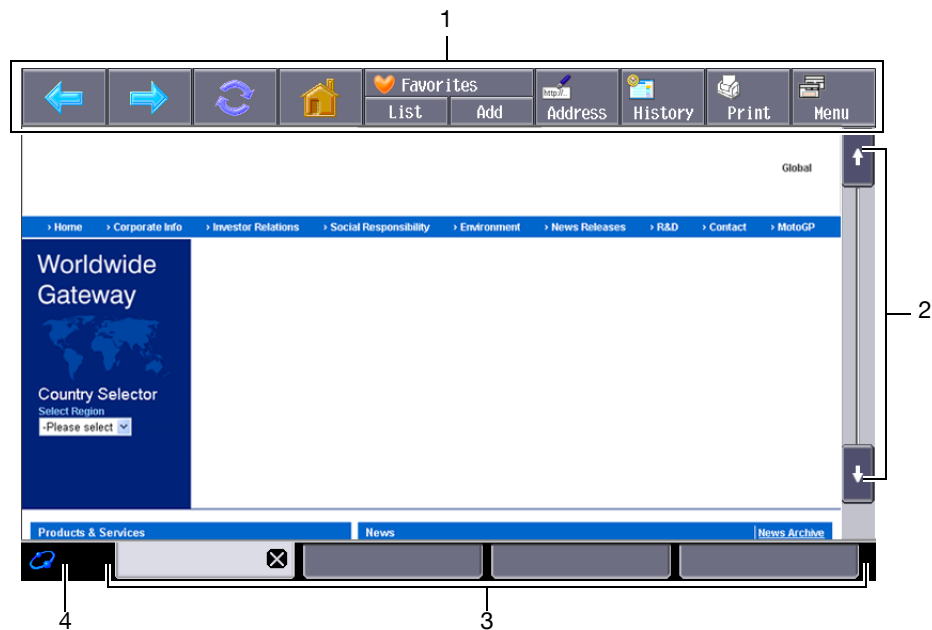 1
Favorites
List Add
http://..
Address
History
Print
Menu
Global
› Home › Corporate Info › Investor Relations › Social Responsibility › Environment › News Releases › R&D › Contact › MotoGP
Worldwide
Gateway
2
Country Selector
Select Region
-Please select
Products & Services
News
News Archive
4
3